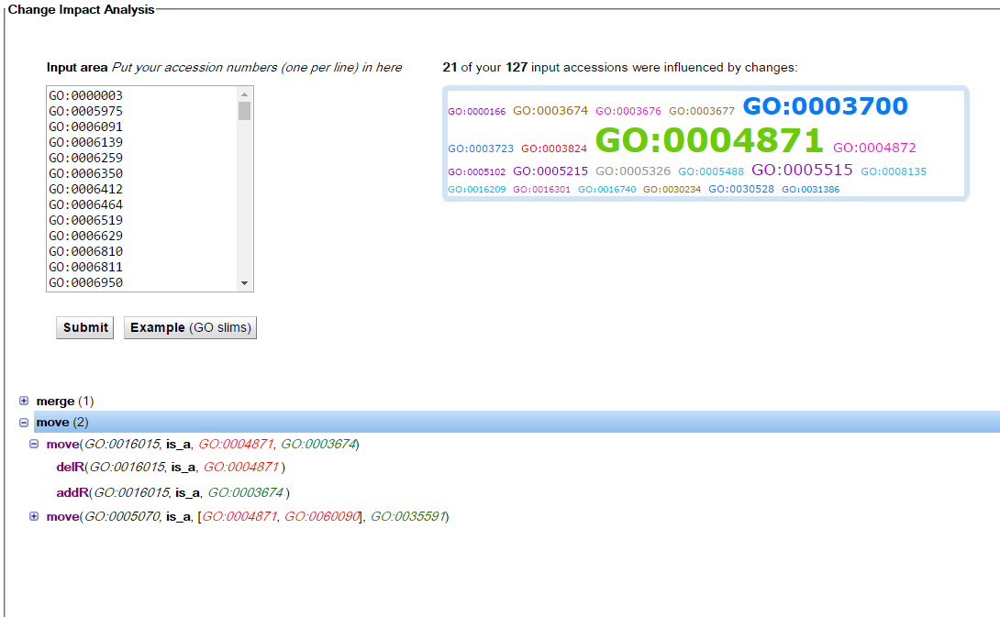 Change Impact Analysis
Input area Put your accession numbers (one per line) in here
GO:0000003
GO:0005975
GO:0006091
GO:0006139
GO:0006259
GO:0006350
GO:0006412
GO:0006464
GO:0006519
GO:0006629
GO:0006810
GO:0006811
GO:0006950
Submit
Example (GO slims)
21 of your 127 input accessions were influenced by changes:
GO:0000166 GO:0003674 GO:0003676 GO:0003677 GO:0003700
GO:0003723 GO:0003824 GO:0004871 GO:0004872
GO:0005102 GO:0005215 GO:0005326 GO:0005488 GO:0005515 GO:0008135
GO:0016209 GO:0016301 GO:0016740 GO:0030234 GO:0030528 GO:0031386
merge (1)
move (2)
move(GO:0016015, is_a, GO:0004871, GO:0003674)
delR(GO:0016015, is_a, GO:0004871 )
addR(GO:0016015, is_a, GO:0003674 )
move(GO:0005070, is_a, [GO:0004871, GO:0060090], GO:0035591)